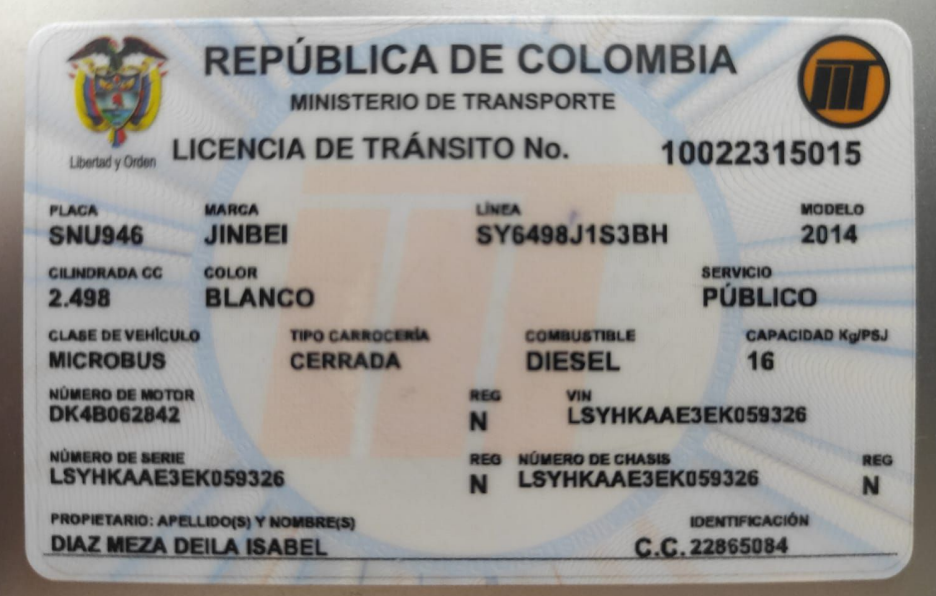 REPÚBLICA DE COLOMBIA
MINISTERIO DE TRANSPORTE
Libertad y Orden
LICENCIA DE TRÁNSITO No. 10022315015
PLACA MARCA LÍNEA MODELO
SNU946 JINBEI SY6498J1S3BH 2014
CILINDRADA CC COLOR SERVICIO
2.498 BLANCO PÚBLICO
CLASE DE VEHÍCULO TIPO CARROCERÍA COMBUSTIBLE CAPACIDAD Kg/PSJ
MICROBUS CERRADA DIESEL 16
NÚMERO DE MOTOR REG VIN
DK4B062842 N LSYHKAAE3EK059326
NÚMERO DE SERIE REG NÚMERO DE CHASIS REG
LSYHKAAE3EK059326 N LSYHKAAE3EK059326 N
PROPIETARIO: APELLIDO(S) Y NOMBRE(S) IDENTIFICACIÓN
DIAZ MEZA DEILA ISABEL C.C. 22865084